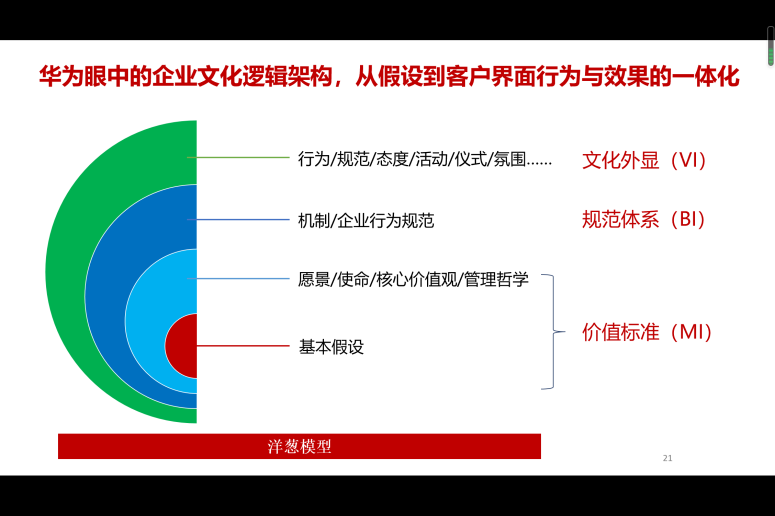 华为眼中的企业文化逻辑架构，从假设到客户界面行为与效果的一体化
行为/规范/态度/活动/仪式/氛围…… 文化外显（VI）
机制/企业行为规范 规范体系（BI）
愿景/使命/核心价值观/管理哲学
价值标准（MI）
基本假设
洋葱模型
21